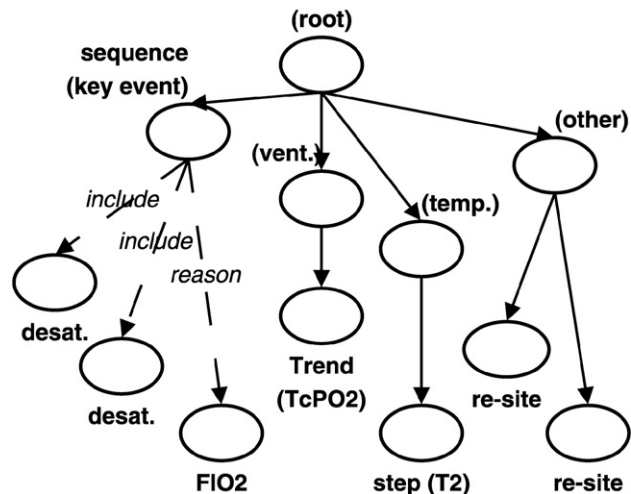 (root)
sequence
(key event)
(other)
(vent.)
(temp.)
include
include
reason
desat.
desat.
Trend
(TcPO2)
re-site
FIO2
step (T2)
re-site